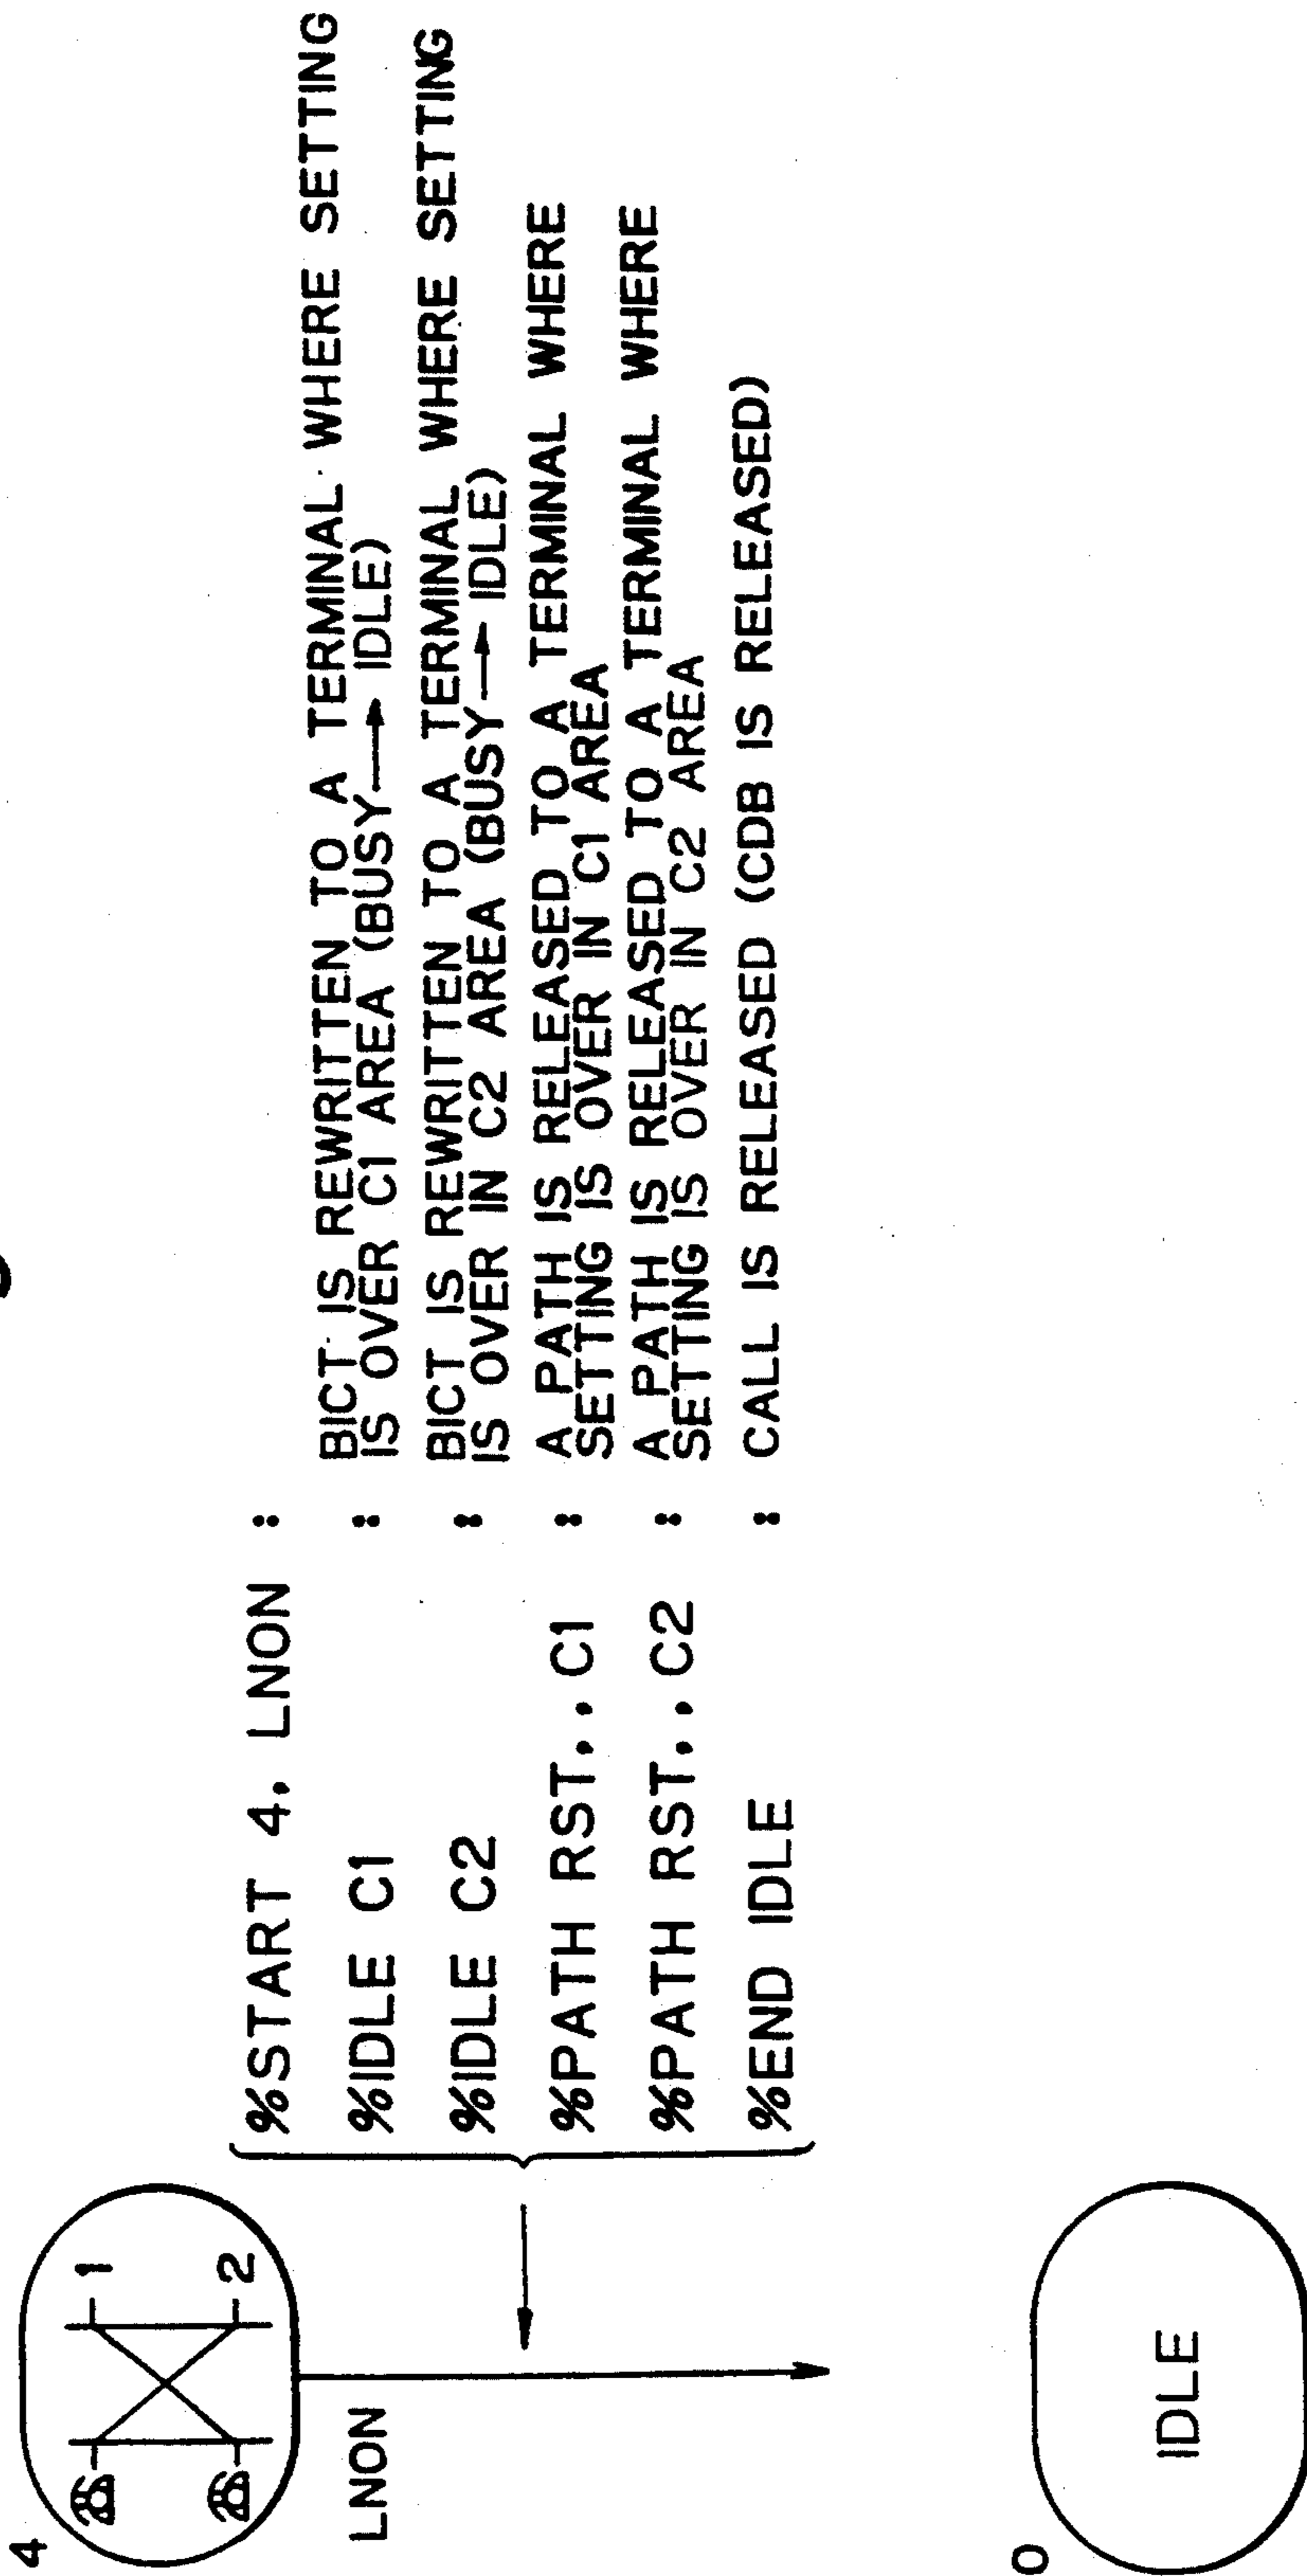 4
1
2
LNON
%START 4. LNON :
%IDLE C1 : BICT IS REWRITTEN TO A TERMINAL WHERE SETTING
IS OVER C1 AREA (BUSY → IDLE)
%IDLE C2 : BICT IS REWRITTEN TO A TERMINAL WHERE SETTING
IS OVER IN C2 AREA (BUSY → IDLE)
%PATH RST.. C1 : A PATH IS RELEASED TO A TERMINAL WHERE
SETTING IS OVER IN C1 AREA
%PATH RST.. C2 : A PATH IS RELEASED TO A TERMINAL WHERE
SETTING IS OVER IN C2 AREA
%END IDLE : CALL IS RELEASED (CDB IS RELEASED)
0
IDLE